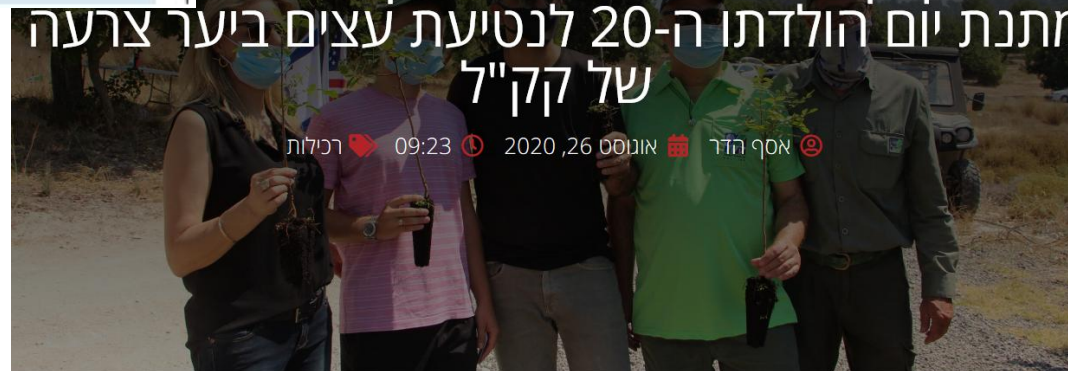 מתנת יום הולדתו ה-20 לנטיעת עצים ביער צרעה
של קק"ל
אסף הדר אוגוסט 26, 2020 09:23 רכילות